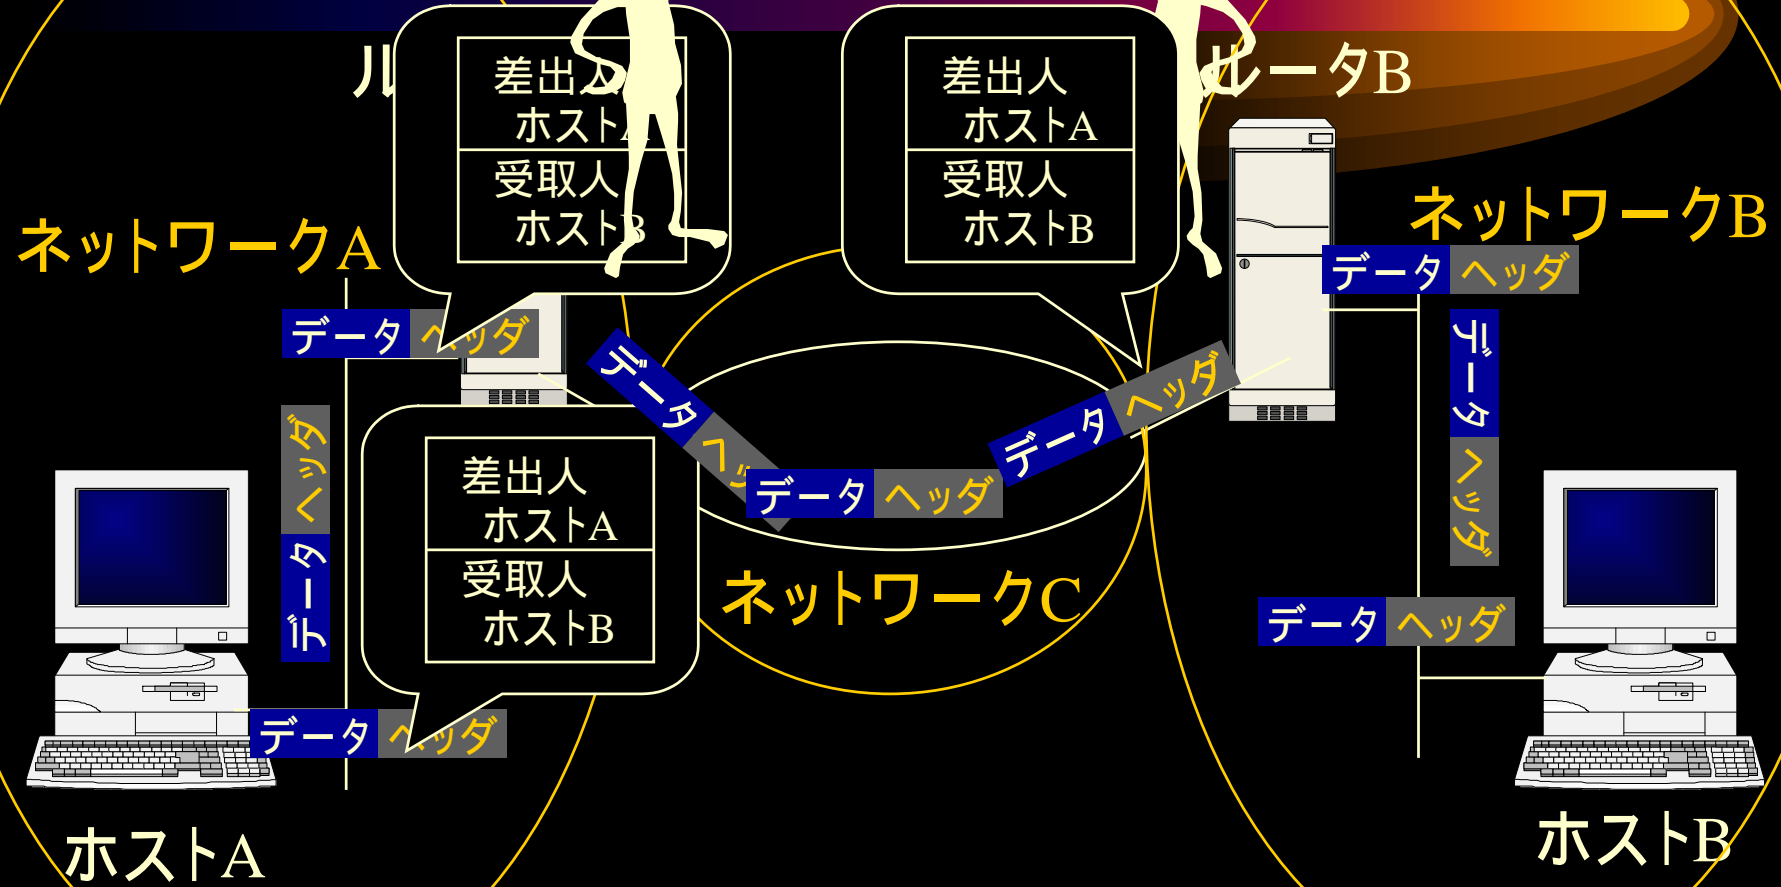 ル
ルータB
差出人
ホストA
受取人
ホストB
差出人
ホストA
受取人
ホストB
ネットワークA
ネットワークB
データ ヘッダ
データ ヘッダ
データ ヘッダ
データ ヘッダ
データ ヘッ
データ ヘッダ
データ ヘッダ
差出人
ホストA
受取人
ホストB
データ ヘッダ
ネットワークC
データ ヘッダ
データ ヘッダ
ホストA
ホストB